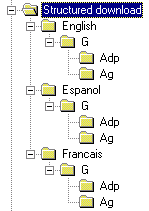 Structured download
English
G
Adp
Ag
Espanol
G
Adp
Ag
Francais
G
Adp
Ag